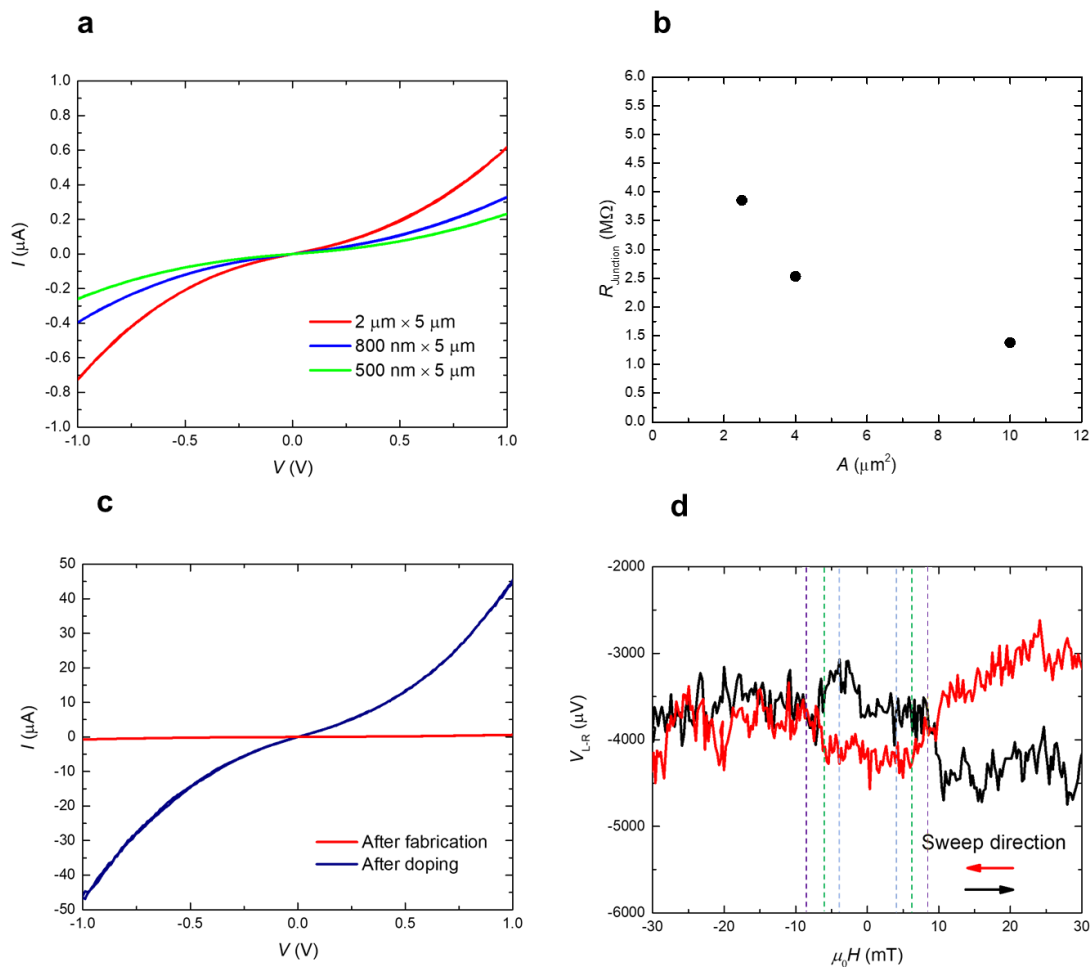 a
1.0
0.8
0.6
0.4
0.2
0.0
-0.2
-0.4
-0.6
-0.8
-1.0
I (μA)
-1.0 -0.5 0.0 0.5 1.0
V (V)
2 μm × 5 μm
800 nm × 5 μm
500 nm × 5 μm
b
6.0
5.5
5.0
4.5
4.0
3.5
3.0
2.5
2.0
1.5
1.0
0.5
0.0
R Junction (MΩ)
0 2 4 6 8 10 12
A (μm²)
c
50
40
30
20
10
0
-10
-20
-30
-40
-50
I (μA)
-1.0 -0.5 0.0 0.5 1.0
V (V)
After fabrication
After doping
d
-2000
-3000
-4000
-5000
-6000
V L-R (μV)
-30 -20 -10 0 10 20 30
μ₀H (mT)
Sweep direction